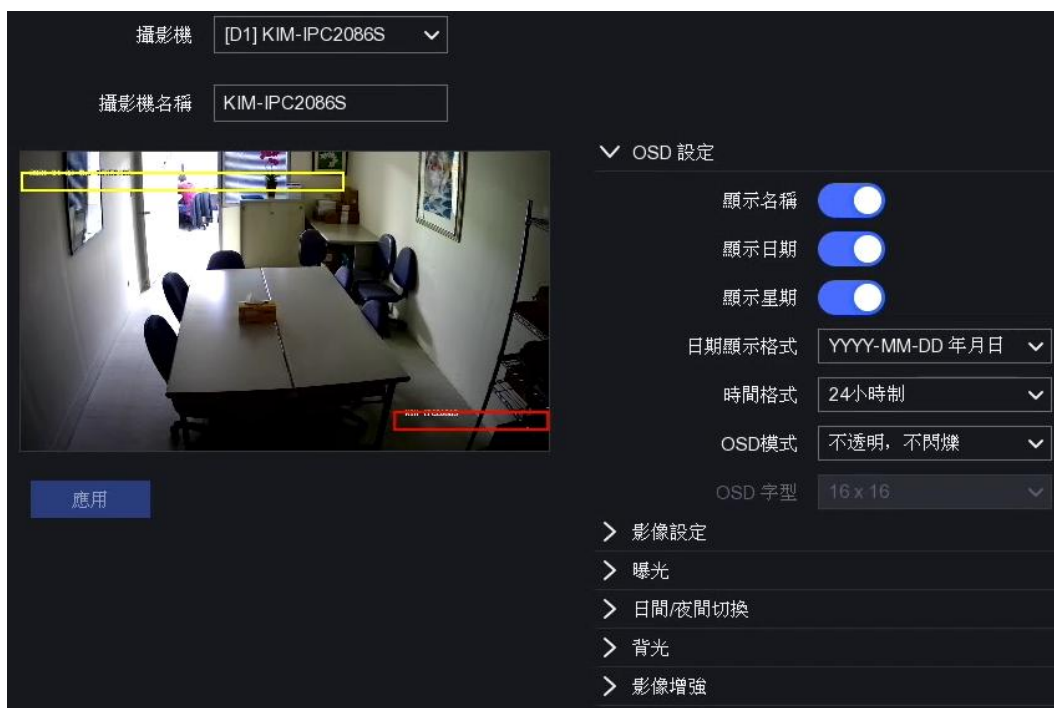 攝影機 [D1] KIM-IPC2086S
攝影機名稱 KIM-IPC2086S
OSD 設定
顯示名稱
顯示日期
顯示星期
日期顯示格式 YYYY-MM-DD 年月日
時間格式 24小時制
OSD模式 不透明, 不閃爍
OSD 字型 16 x 16
應用
影像設定
曝光
日間/夜間切換
背光
影像增強